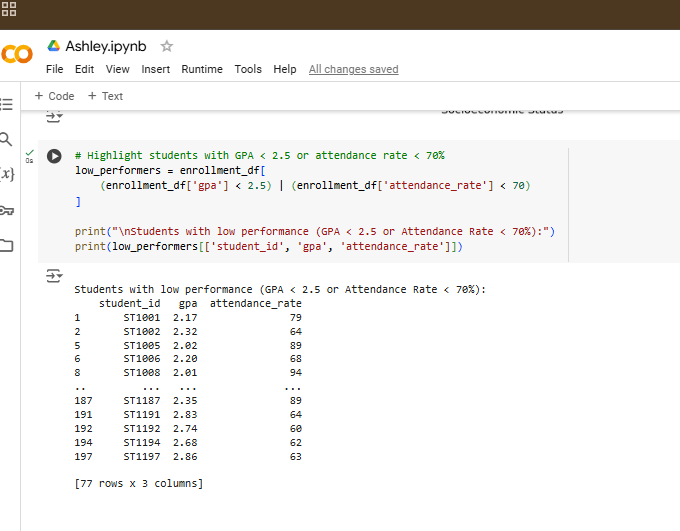 Ashley.ipynb
File Edit View Insert Runtime Tools Help All changes saved
+ Code + Text
Socioeconomic Status
0s
# Highlight students with GPA < 2.5 or attendance rate < 70%
low_performers = enrollment_df[
(enrollment_df['gpa'] < 2.5) | (enrollment_df['attendance_rate'] < 70)
]
{x}
print("\nStudents with low performance (GPA < 2.5 or Attendance Rate < 70%):")
print(low_performers[['student_id', 'gpa', 'attendance_rate']])
Students with low performance (GPA < 2.5 or Attendance Rate < 70%):
student_id gpa attendance_rate
1 ST1001 2.17 79
2 ST1002 2.32 64
5 ST1005 2.02 89
6 ST1006 2.20 68
8 ST1008 2.01 94
.. ... ... ...
187 ST1187 2.35 89
191 ST1191 2.83 64
192 ST1192 2.74 60
194 ST1194 2.68 62
197 ST1197 2.86 63
[77 rows x 3 columns]